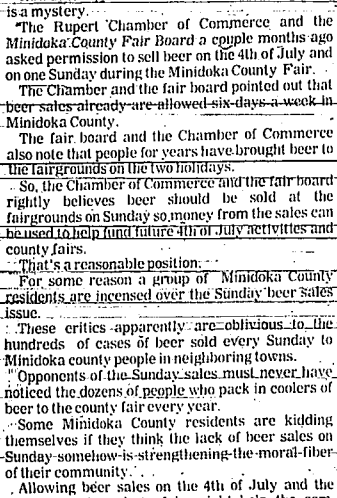 is a mystery.
"The Rupert Chamber of Commerce and the
Minidoka County Fair Board a couple months ago
asked permission to sell beer on the 4th of July and
on one Sunday during the Minidoka County Fair.
The Chamber and the fair board pointed out that
beer sales already are allowed six days a week in
Minidoka County.
The fair board and the Chamber of Commerce
also note that people for years have brought beer to
the fairgrounds on the two holidays.
So, the Chamber of Commerce and the fair board
rightly believes beer should be sold at the
fairgrounds on Sunday so money from the sales can
be used to help fund future 4th of July activities and
county fairs.
That's a reasonable position.
For some reason a group of Minidoka County
residents are incensed over the Sunday beer sales
issue.
These critics apparently are oblivious to the
hundreds of cases of beer sold every Sunday to
Minidoka county people in neighboring towns.
Opponents of the Sunday sales must never have
noticed the dozens of people who pack in coolers of
beer to the county fair every year.
Some Minidoka County residents are kidding
themselves if they think the lack of beer sales on
Sunday somehow is strengthening the moral fiber
of their community.
Allowing beer sales on the 4th of July and the